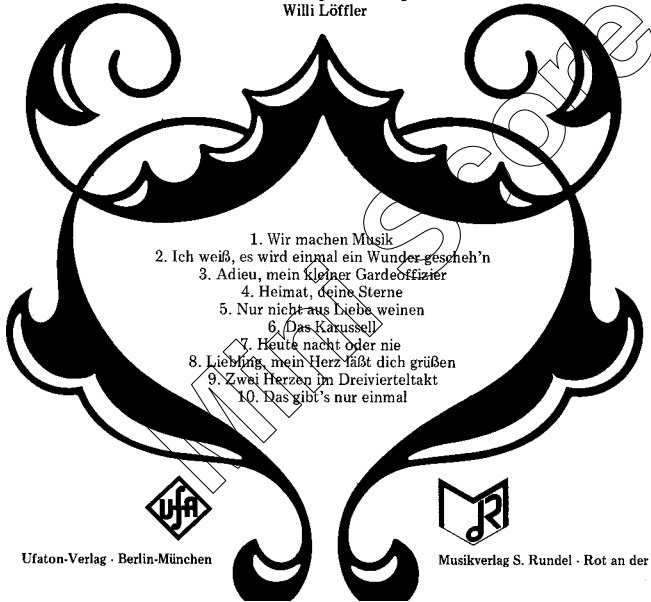 Willi Löffler
1. Wir machen Musik
2. Ich weiß, es wird einmal ein Wunder gescheh'n
3. Adieu, mein kleiner Gardeoffizier
4. Heimat, deine Sterne
5. Nur nicht aus Liebe weinen
6. Das Karussell
7. Heute nacht oder nie
8. Liebling, mein Herz läßt dich grüßen
9. Zwei Herzen im Dreivierteltakt
10. Das gibt's nur einmal
Mini Score
ufa
Ufaton-Verlag · Berlin-München
Musikverlag S. Rundel · Rot an der